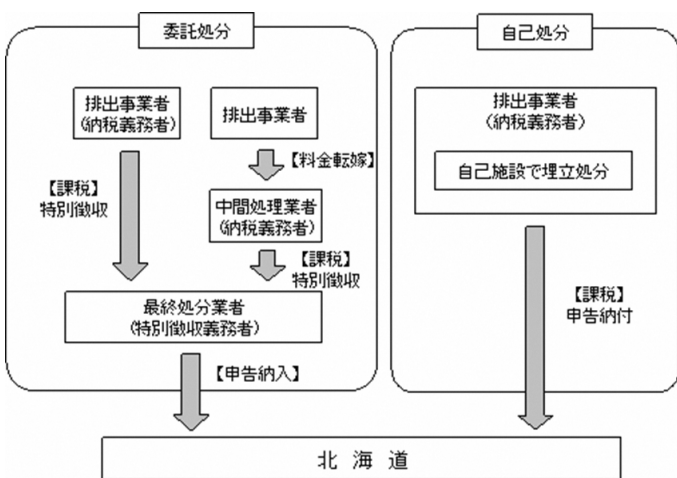 委託処分
排出事業者
(納税義務者)
排出事業者
【料金転嫁】
【課税】
特別徴収
中間処理業者
(納税義務者)
【課税】
特別徴収
最終処分業者
(特別徴収義務者)
【申告納入】
自己処分
排出事業者
(納税義務者)
自己施設で埋立処分
【課税】
申告納付
北海道